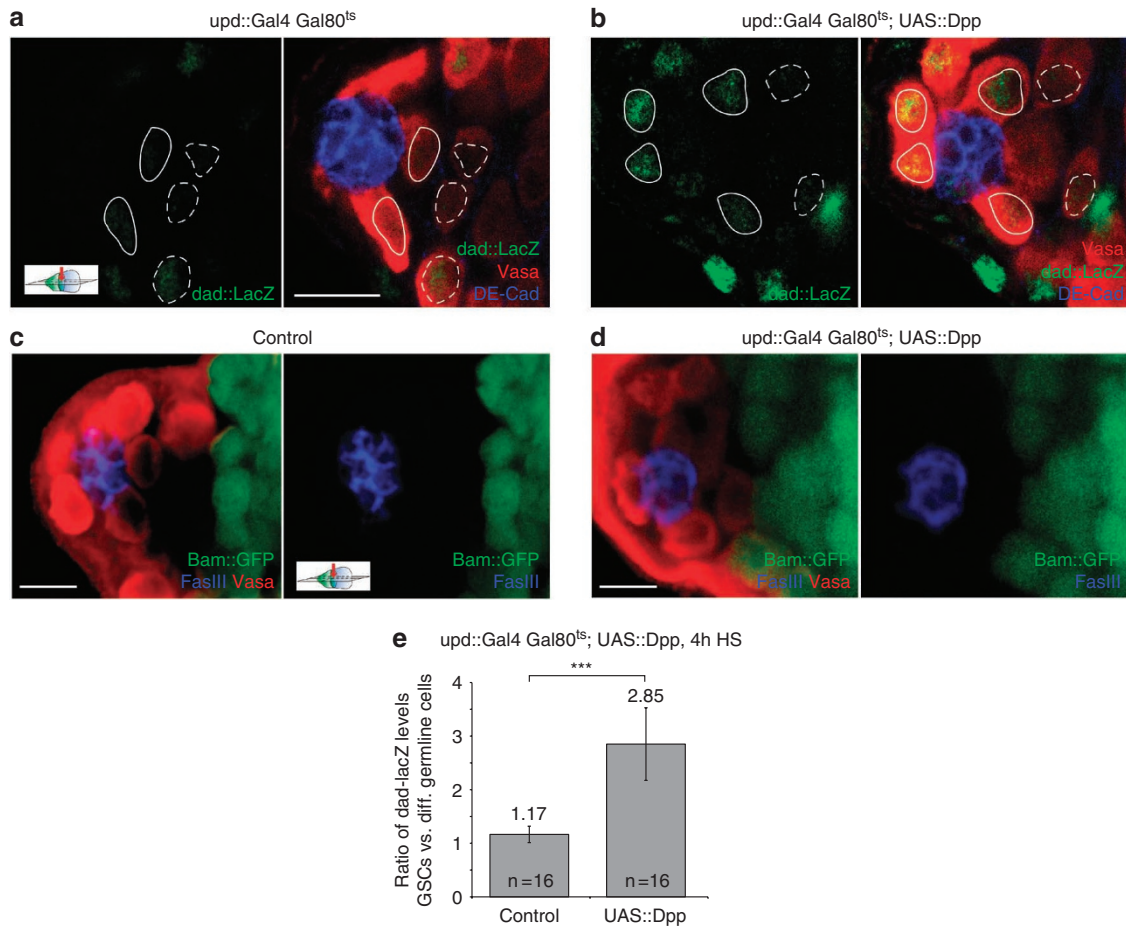 a
upd::Gal4 Gal80ts
dad::LacZ
dad::LacZ
Vasa
DE-Cad
b
upd::Gal4 Gal80ts; UAS::Dpp
dad::LacZ
Vasa
dad::LacZ
DE-Cad
c
Control
Bam::GFP
FasIII Vasa
Bam::GFP
FasIII
d
upd::Gal4 Gal80ts; UAS::Dpp
Bam::GFP
FasIII Vasa
Bam::GFP
FasIII
e
upd::Gal4 Gal80ts; UAS::Dpp, 4h HS
Ratio of dad-lacZ levels
GSCs vs. diff. germline cells
4
3
2
1
0
***
1.17
2.85
n=16
n=16
Control
UAS::Dpp